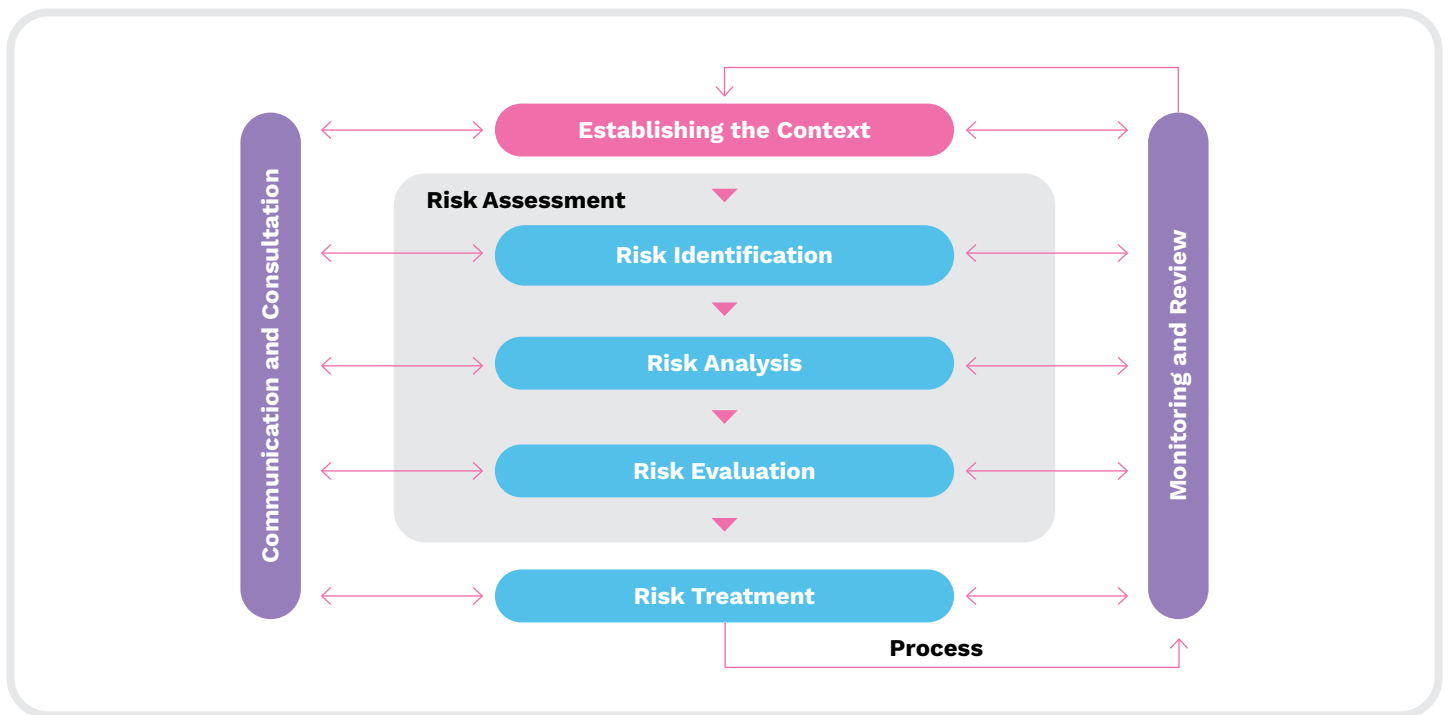 Establishing the Context
Risk Assessment
Risk Identification
Risk Analysis
Risk Evaluation
Risk Treatment
Process
Communication and Consultation
Monitoring and Review